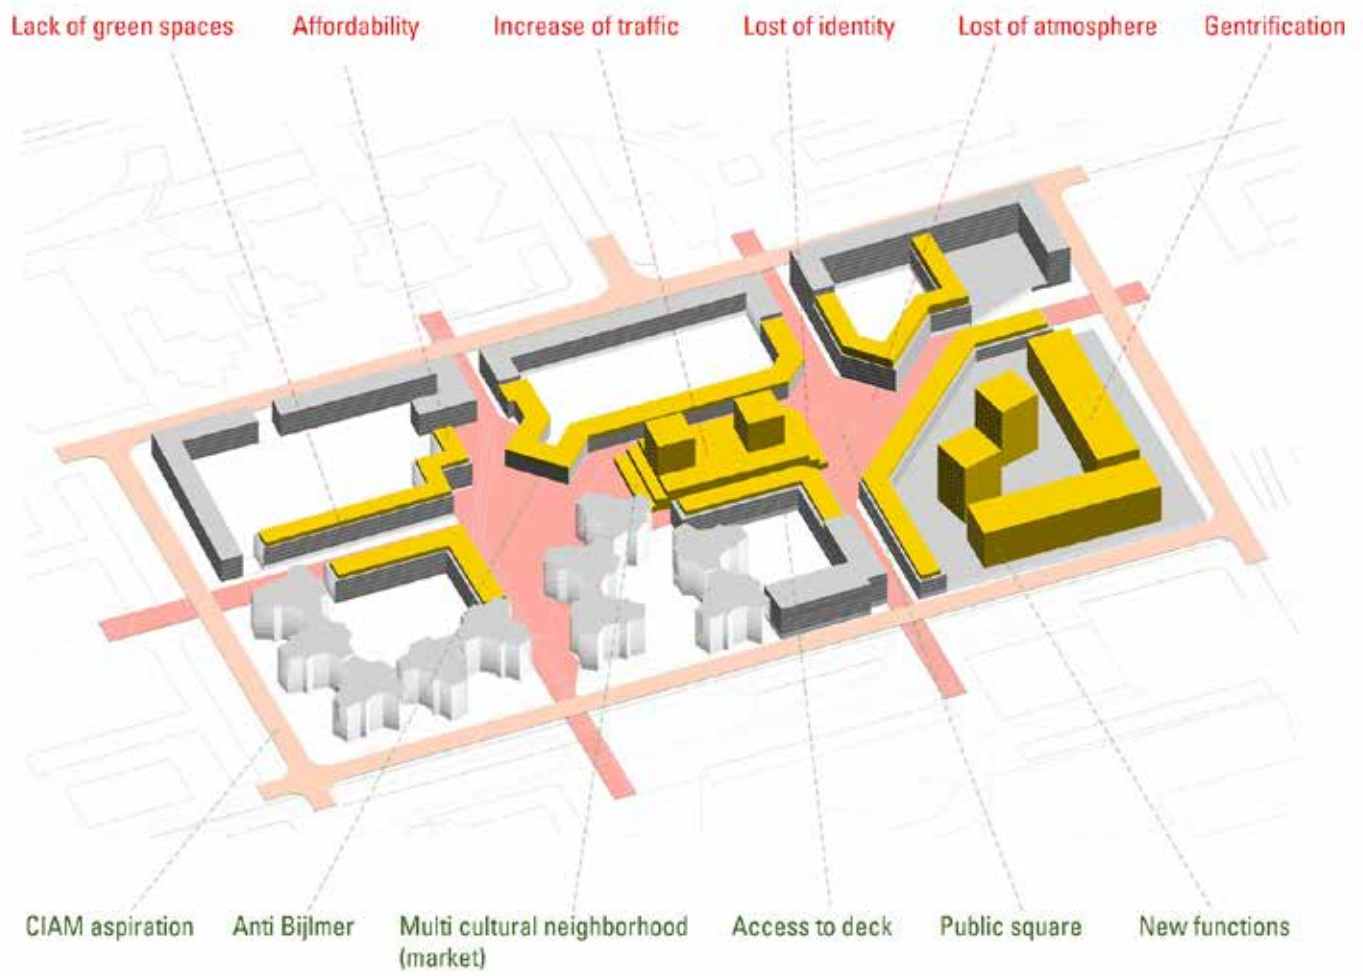 Lack of green spaces
Affordability
Increase of traffic
Lost of identity
Lost of atmosphere
Gentrification
CIAM aspiration
Anti Bijlmer
Multi cultural neighborhood
(market)
Access to deck
Public square
New functions